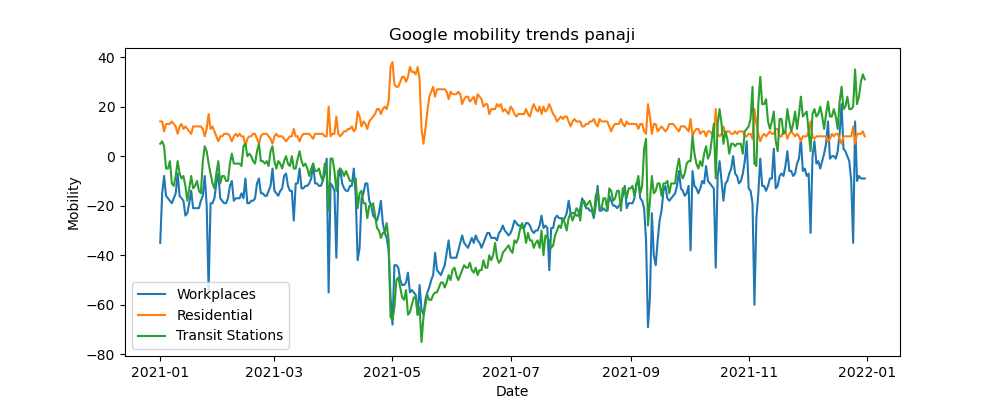 Google mobility trends panaji
Mobility
40
20
0
−20
−40
−60
−80
Workplaces
Residential
Transit Stations
2021-01
2021-03
2021-05
2021-07
2021-09
2021-11
2022-01
Date